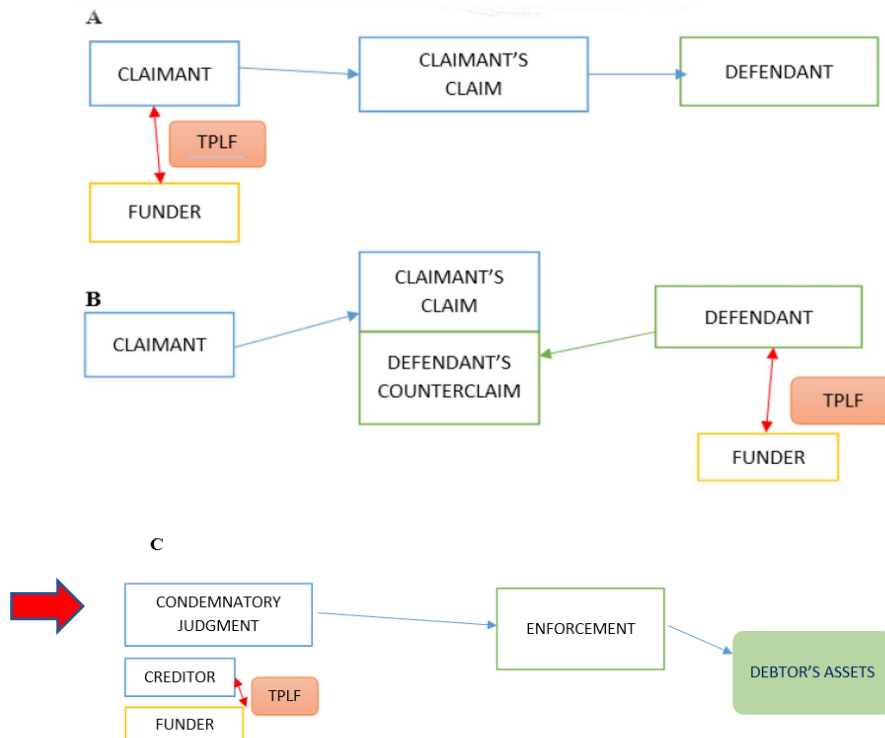 A
CLAIMANT
CLAIMANT'S
CLAIM
DEFENDANT
TPLF
FUNDER
B
CLAIMANT
CLAIMANT'S
CLAIM
DEFENDANT'S
COUNTERCLAIM
DEFENDANT
TPLF
FUNDER
C
CONDEMNATORY
JUDGMENT
ENFORCEMENT
DEBTOR'S ASSETS
CREDITOR
TPLF
FUNDER